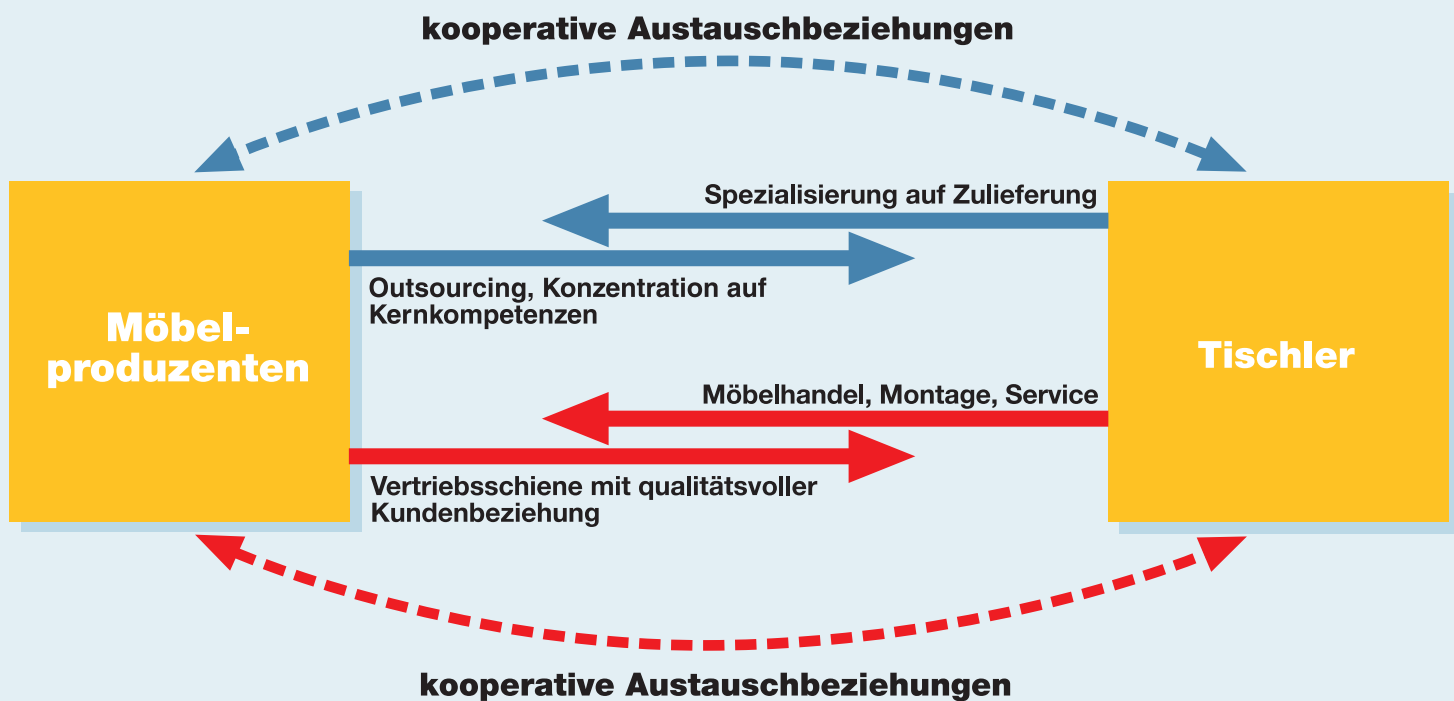 kooperative Austauschbeziehungen
Spezialisierung auf Zulieferung
Outsourcing, Konzentration auf
Kernkompetenzen
Möbel-
produzenten
Tischler
Möbelhandel, Montage, Service
Vertriebsschiene mit qualitätsvoller
Kundenbeziehung
kooperative Austauschbeziehungen